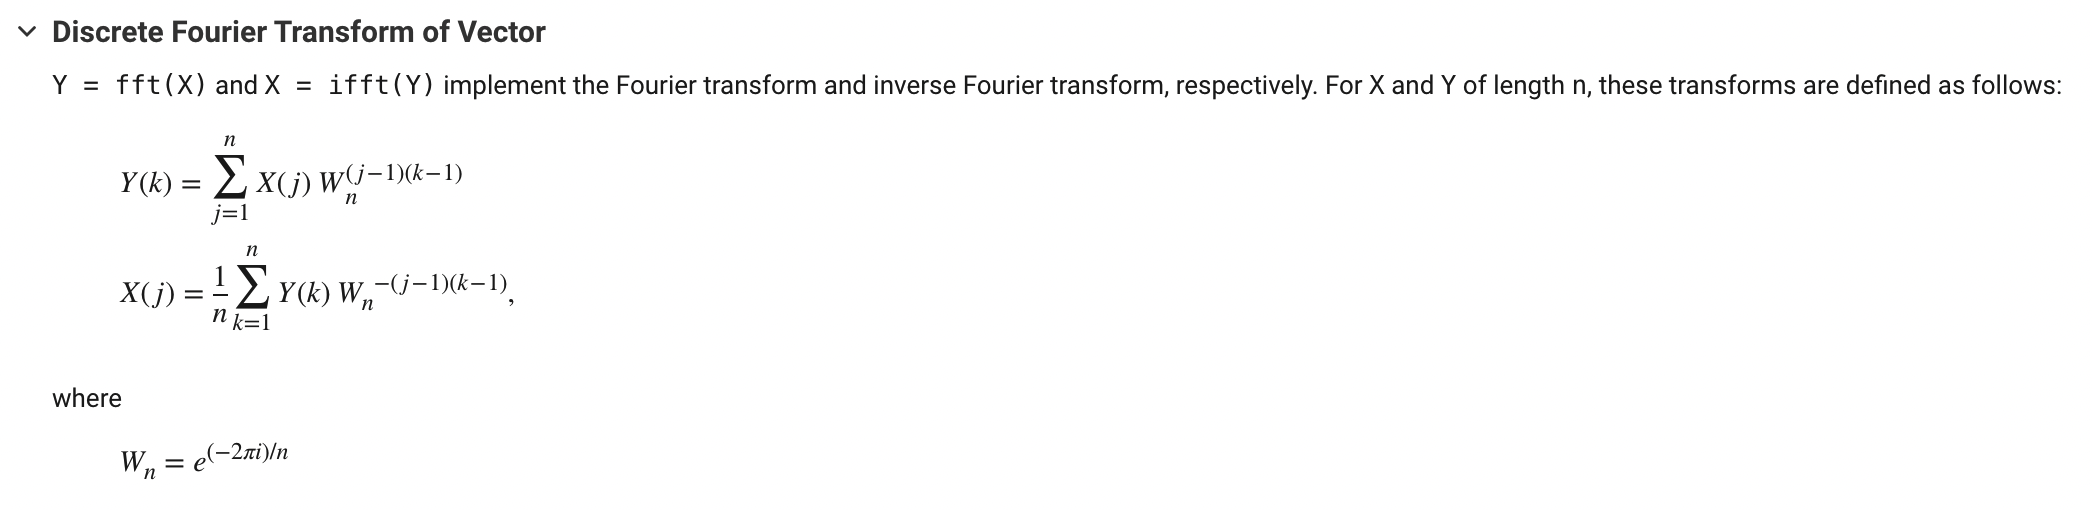 Discrete Fourier Transform of Vector
Y = fft(X) and X = ifft(Y) implement the Fourier transform and inverse Fourier transform, respectively. For X and Y of length n, these transforms are defined as follows:
$Y(k) = \sum_{j=1}^{n} X(j) \, W_n^{(j-1)(k-1)}$
$X(j) = \frac{1}{n} \sum_{k=1}^{n} Y(k) \, {W_n}^{-(j-1)(k-1)},$
where
$W_n = e^{(-2\pi i)/n}$